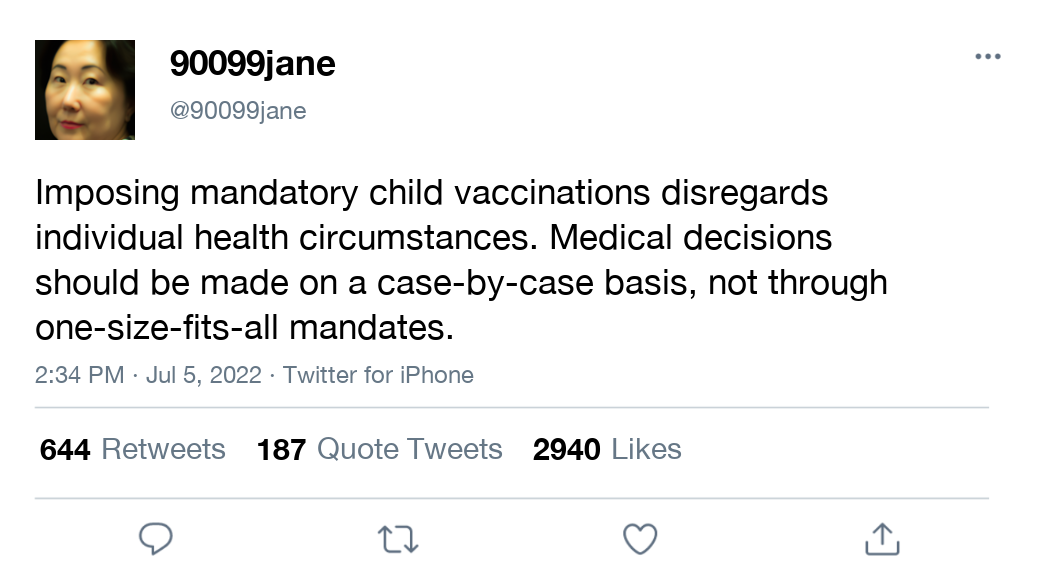 90099jane
@90099jane
Imposing mandatory child vaccinations disregards
individual health circumstances. Medical decisions
should be made on a case-by-case basis, not through
one-size-fits-all mandates.
2:34 PM · Jul 5, 2022 · Twitter for iPhone
644 Retweets 187 Quote Tweets 2940 Likes